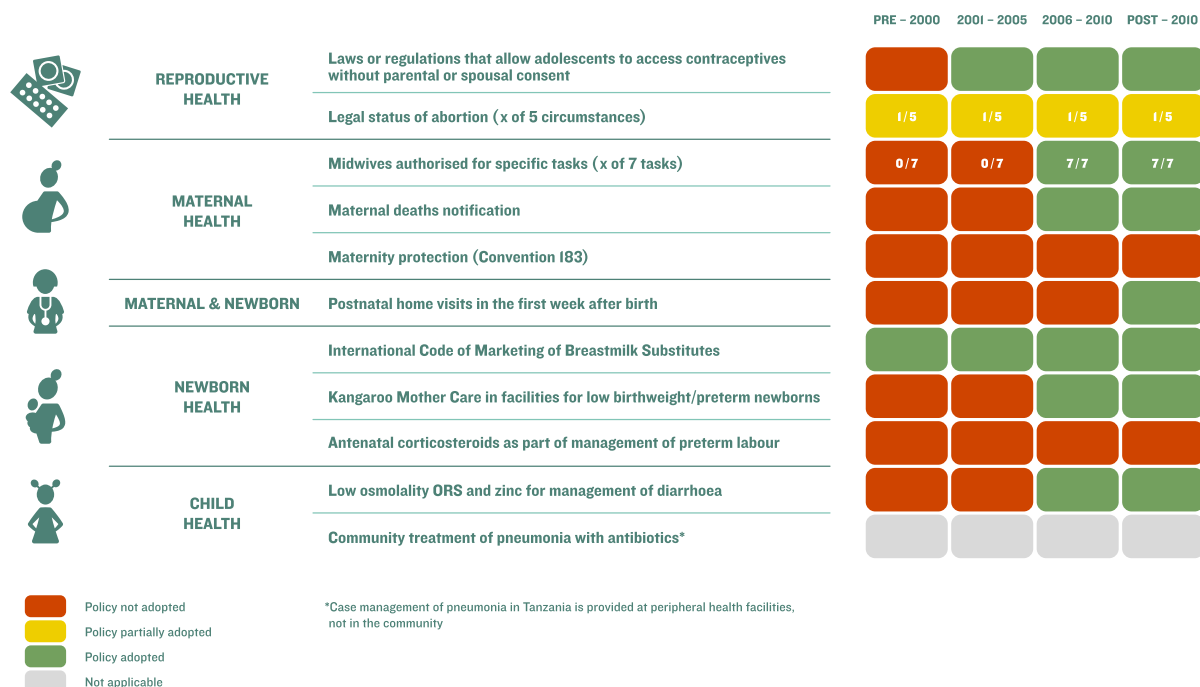 PRE – 2000 2001 – 2005 2006 – 2010 POST – 2010
REPRODUCTIVE
HEALTH
Laws or regulations that allow adolescents to access contraceptives
without parental or spousal consent
Legal status of abortion (x of 5 circumstances)
1/5 1/5 1/5 1/5
MATERNAL
HEALTH
Midwives authorised for specific tasks (x of 7 tasks)
0/7 0/7 7/7 7/7
Maternal deaths notification
Maternity protection (Convention 183)
MATERNAL & NEWBORN
Postnatal home visits in the first week after birth
NEWBORN
HEALTH
International Code of Marketing of Breastmilk Substitutes
Kangaroo Mother Care in facilities for low birthweight/preterm newborns
Antenatal corticosteroids as part of management of preterm labour
CHILD
HEALTH
Low osmolality ORS and zinc for management of diarrhoea
Community treatment of pneumonia with antibiotics*
Policy not adopted
Policy partially adopted
Policy adopted
Not applicable
*Case management of pneumonia in Tanzania is provided at peripheral health facilities,
not in the community